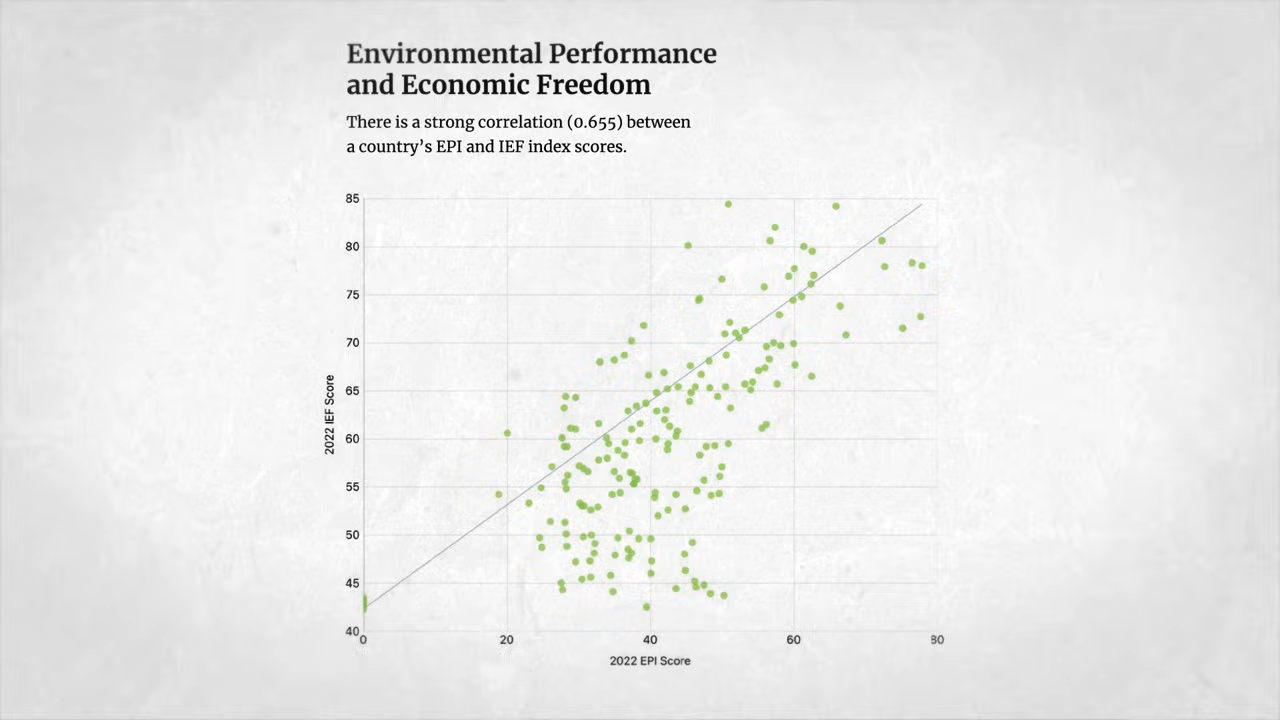 Environmental Performance
and Economic Freedom
There is a strong correlation (0.655) between
a country’s EPI and IEF index scores.
85
80
75
70
65
60
55
50
45
40
2022 IEF Score
0 20 40 60 80
2022 EPI Score